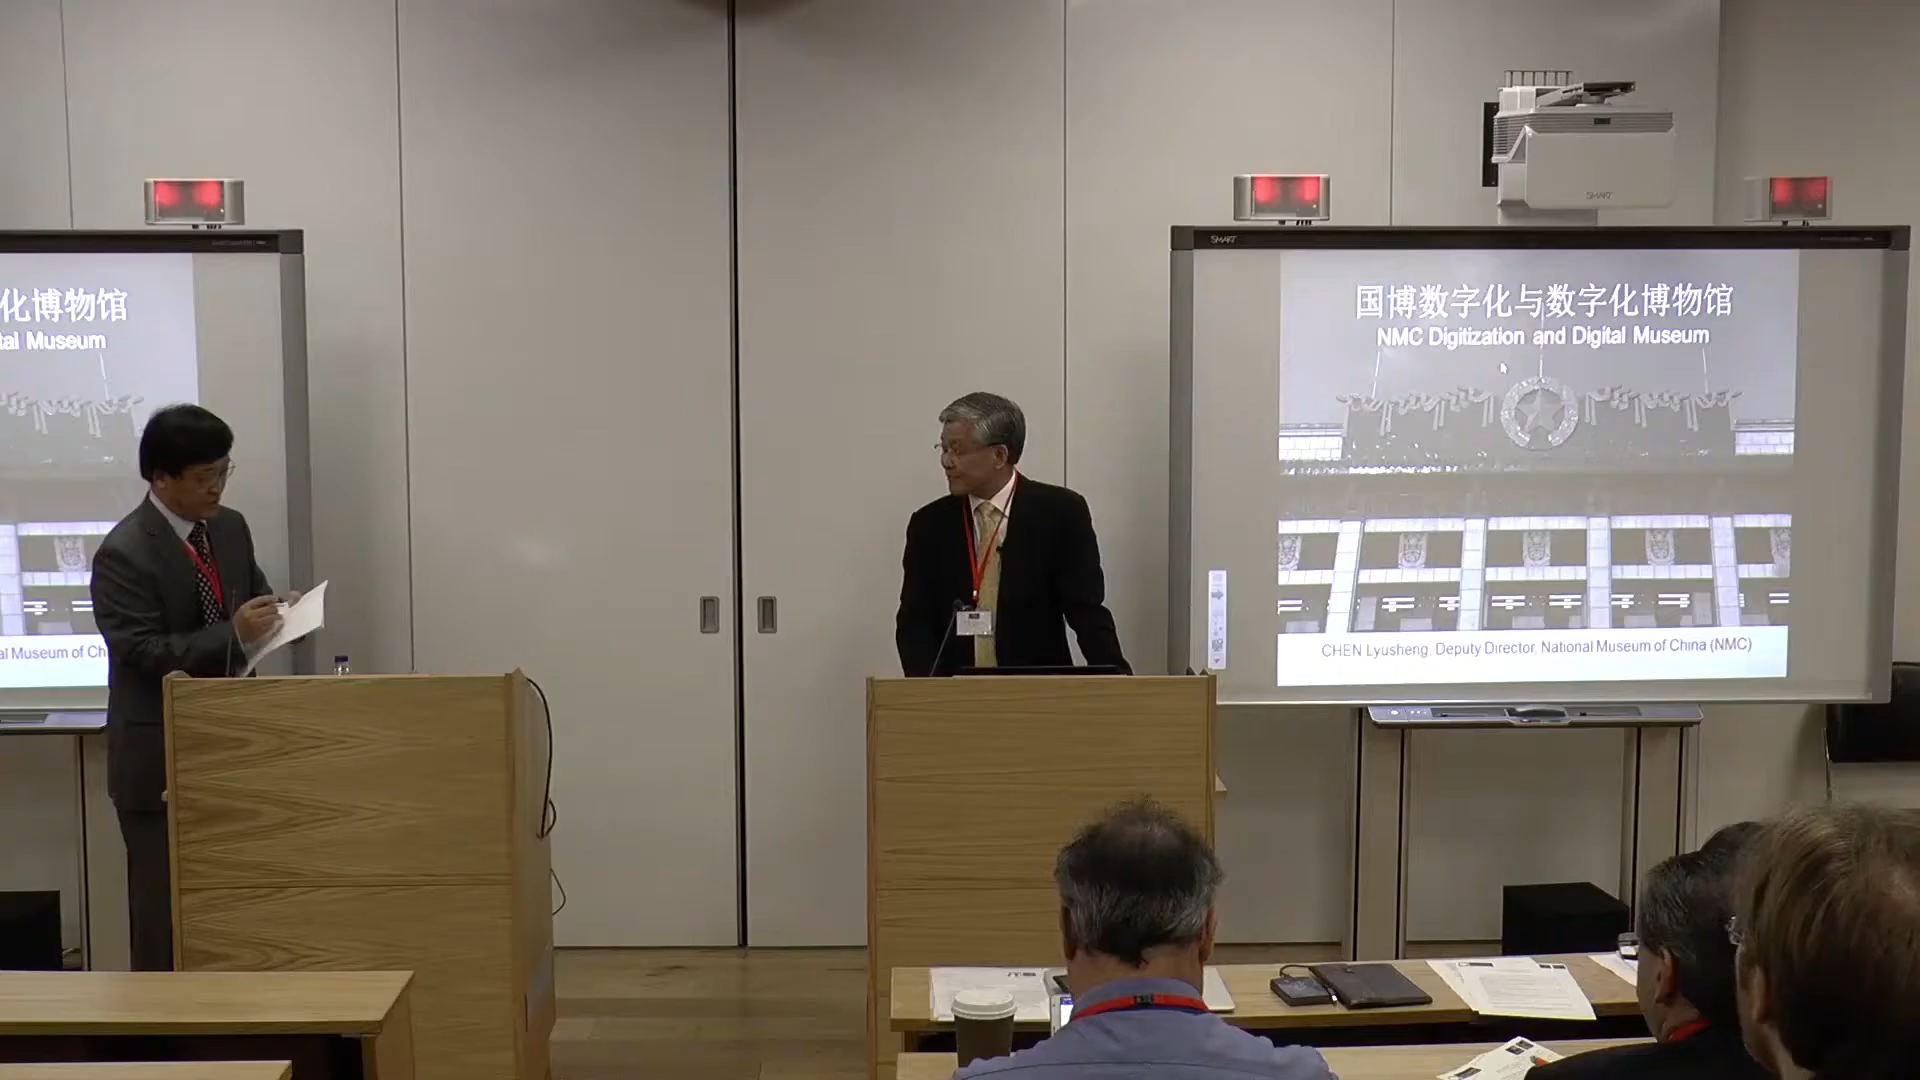 化博物馆
tal Museum
al Museum of Ch
SMART
SMART
国博数字化与数字化博物馆
NMC Digitization and Digital Museum
CHEN Lyusheng, Deputy Director, National Museum of China (NMC)